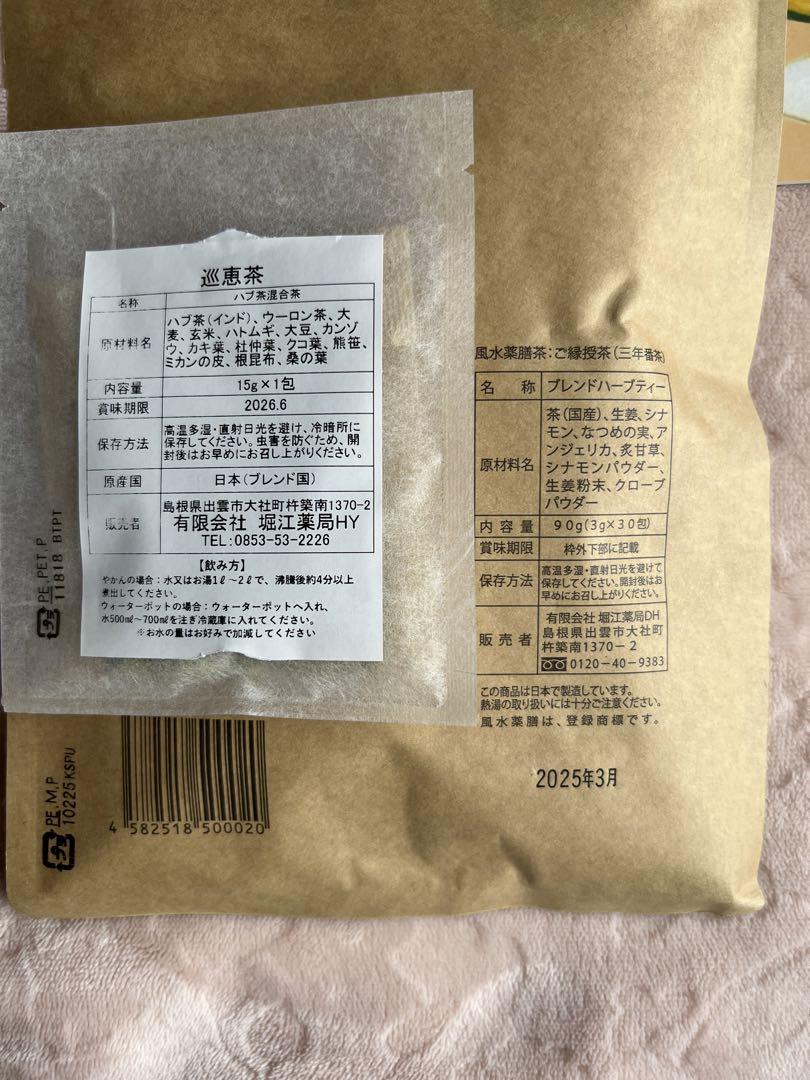 巡恵茶
名称
ハブ茶混合茶
原材料名
ハブ茶(インド)、ウーロン茶、大
麦、玄米、ハトムギ、大豆、カンゾ
ウ、カキ葉、杜仲葉、クコ葉、熊笹、
ミカンの皮、根昆布、桑の葉
内容量
15g×1包
賞味期限
2026.6
保存方法
高温多湿・直射日光を避け、冷暗所に
保存してください。虫害を防ぐため、開
封後はお早めにお召し上がりください。
原産国
日本(ブレンド国)
販売者
島根県出雲市大社町杵築南1370-2
有限会社 堀江薬局HY
TEL:0853-53-2226
【飲み方】
やかんの場合:水又はお湯1ℓ~2ℓで、沸騰後約4分以上
煮出してください。
ウォーターポットの場合:ウォーターポットへ入れ、
水500㎖~700㎖を注ぎ冷蔵庫に入れてください。
※お水の量はお好みで加減してください
PE,PET,P
11818 BTPT
風水薬膳茶:ご縁授茶(三年番茶)
名称 ブレンドハーブティー
原材料名
茶(国産)、生姜、シナ
モン、なつめの実、ア
ンジェリカ、炙甘草、
シナモンパウダー、
生姜粉末、クローブ
パウダー
内容量 90g(3g×30包)
賞味期限 枠外下部に記載
保存方法
高温多湿・直射日光を避けて
保存してください。開封後はお
早めにお召し上がりください。
販売者
有限会社 堀江薬局DH
島根県出雲市大社町
杵築南1370-2
0120-40-9383
この商品は日本で製造しています。
熱湯の取り扱いには十分ご注意ください。
風水薬膳は、登録商標です。
2025年3月
PE,M,P
10225 KSPU
4 582518 500020